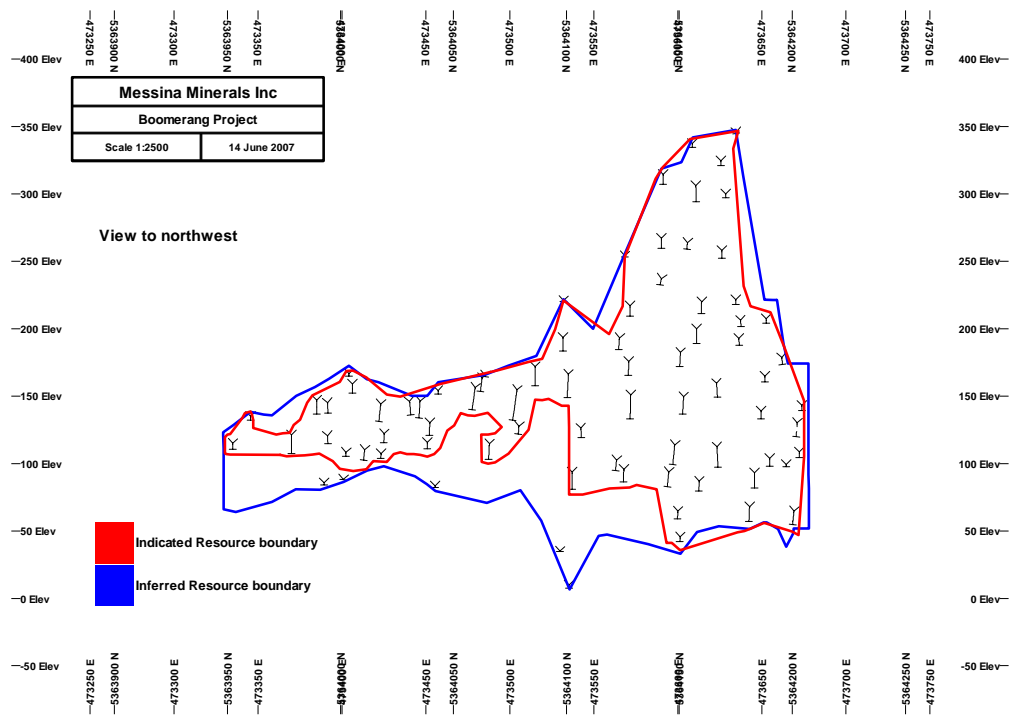 473250 E
5363900 N
473300 E
5363950 N
473350 E
473450 E
5364050 N
473500 E
5364100 N
473550 E
473650 E
5364200 N
473700 E
5364250 N
473750 E
400 Elev
400 Elev
Messina Minerals Inc
Boomerang Project
Scale 1:2500
14 June 2007
350 Elev
350 Elev
300 Elev
300 Elev
View to northwest
250 Elev
250 Elev
200 Elev
200 Elev
150 Elev
150 Elev
100 Elev
100 Elev
50 Elev
50 Elev
Indicated Resource boundary
Inferred Resource boundary
0 Elev
0 Elev
-50 Elev
-50 Elev
473250 E
5363900 N
473300 E
5363950 N
473350 E
473450 E
5364050 N
473500 E
5364100 N
473550 E
473650 E
5364200 N
473700 E
5364250 N
473750 E